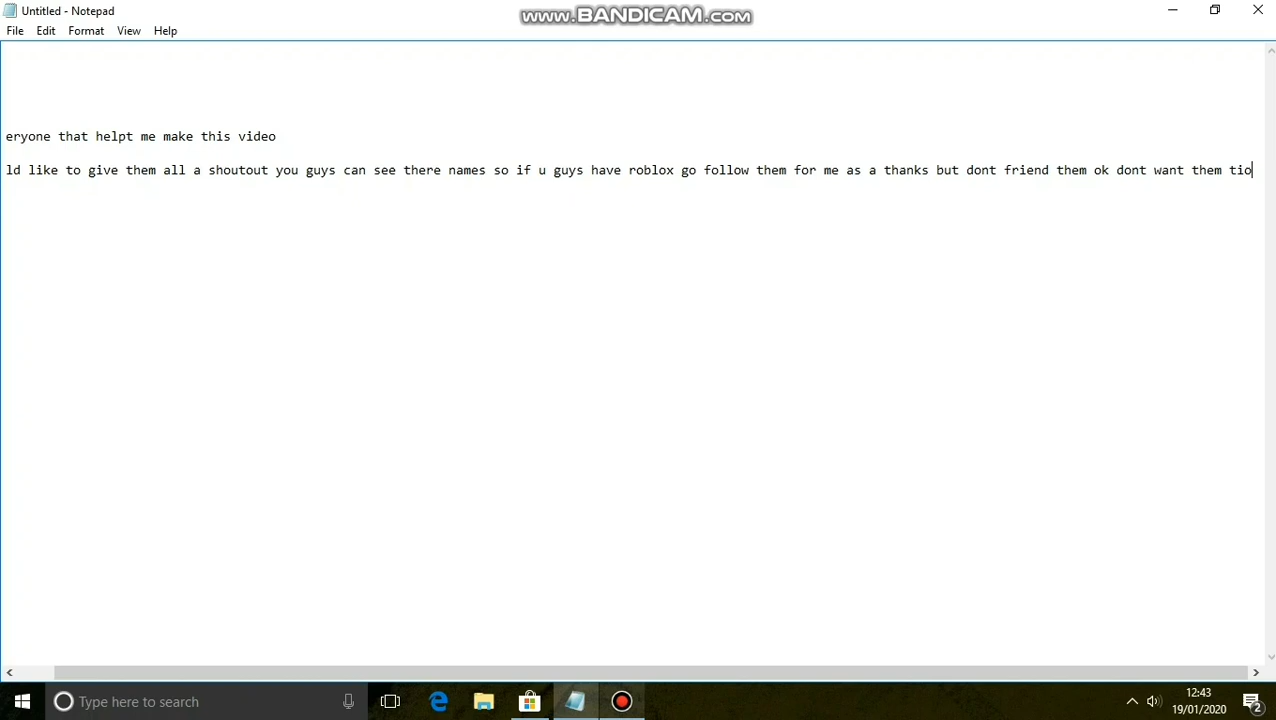 Untitled - Notepad
www.BANDICAM.com
File Edit Format View Help
eryone that helpt me make this video
ld like to give them all a shoutout you guys can see there names so if u guys have roblox go follow them for me as a thanks but dont friend them ok dont want them tio
Type here to search
12:43
19/01/2020
2